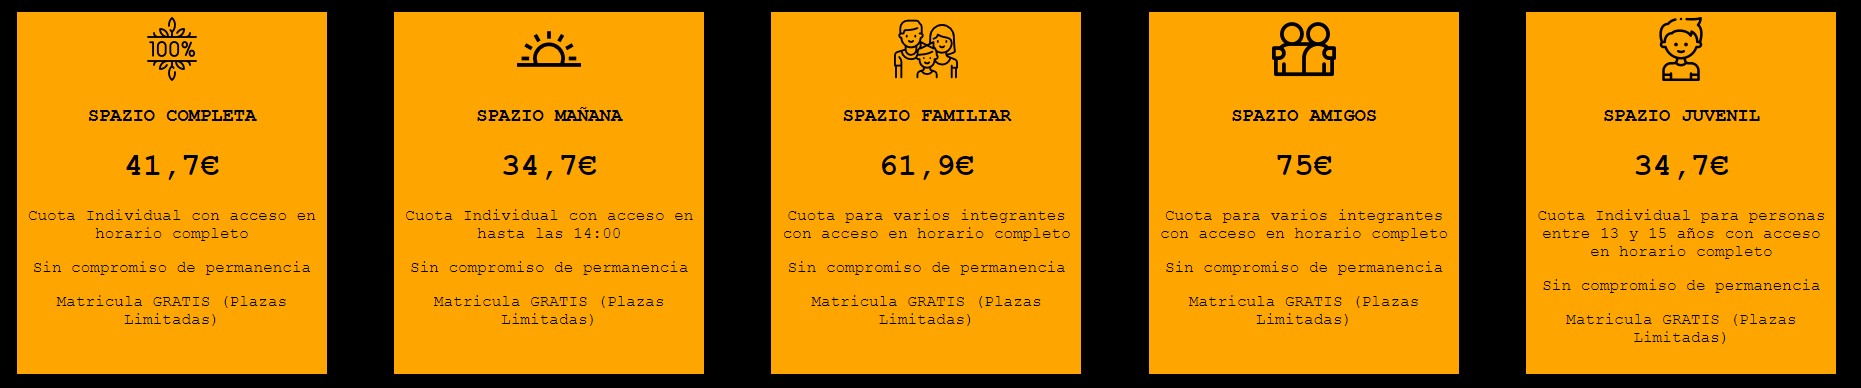 100%
SPAZIO COMPLETA
41,7€
Cuota Individual con acceso en
horario completo
Sin compromiso de permanencia
Matricula GRATIS (Plazas
Limitadas)
SPAZIO MAÑANA
34,7€
Cuota Individual con acceso en
hasta las 14:00
Sin compromiso de permanencia
Matricula GRATIS (Plazas
Limitadas)
SPAZIO FAMILIAR
61,9€
Cuota para varios integrantes
con acceso en horario completo
Sin compromiso de permanencia
Matricula GRATIS (Plazas
Limitadas)
SPAZIO AMIGOS
75€
Cuota para varios integrantes
con acceso en horario completo
Sin compromiso de permanencia
Matricula GRATIS (Plazas
Limitadas)
SPAZIO JUVENIL
34,7€
Cuota Individual para personas
entre 13 y 15 años con acceso
en horario completo
Sin compromiso de permanencia
Matricula GRATIS (Plazas
Limitadas)